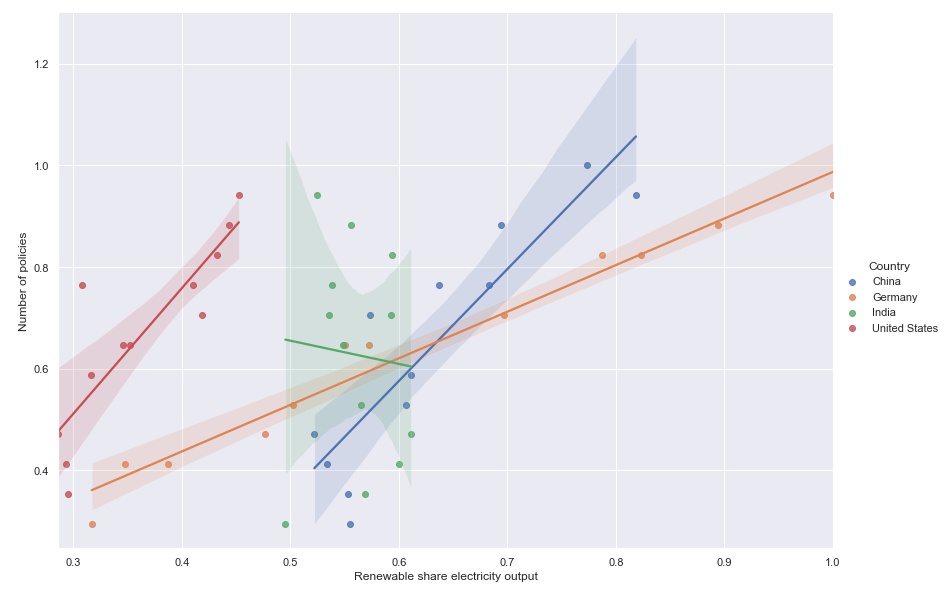 1.2
1.0
0.8
0.6
0.4
Number of policies
0.3 0.4 0.5 0.6 0.7 0.8 0.9 1.0
Renewable share electricity output
Country
China
Germany
India
United States